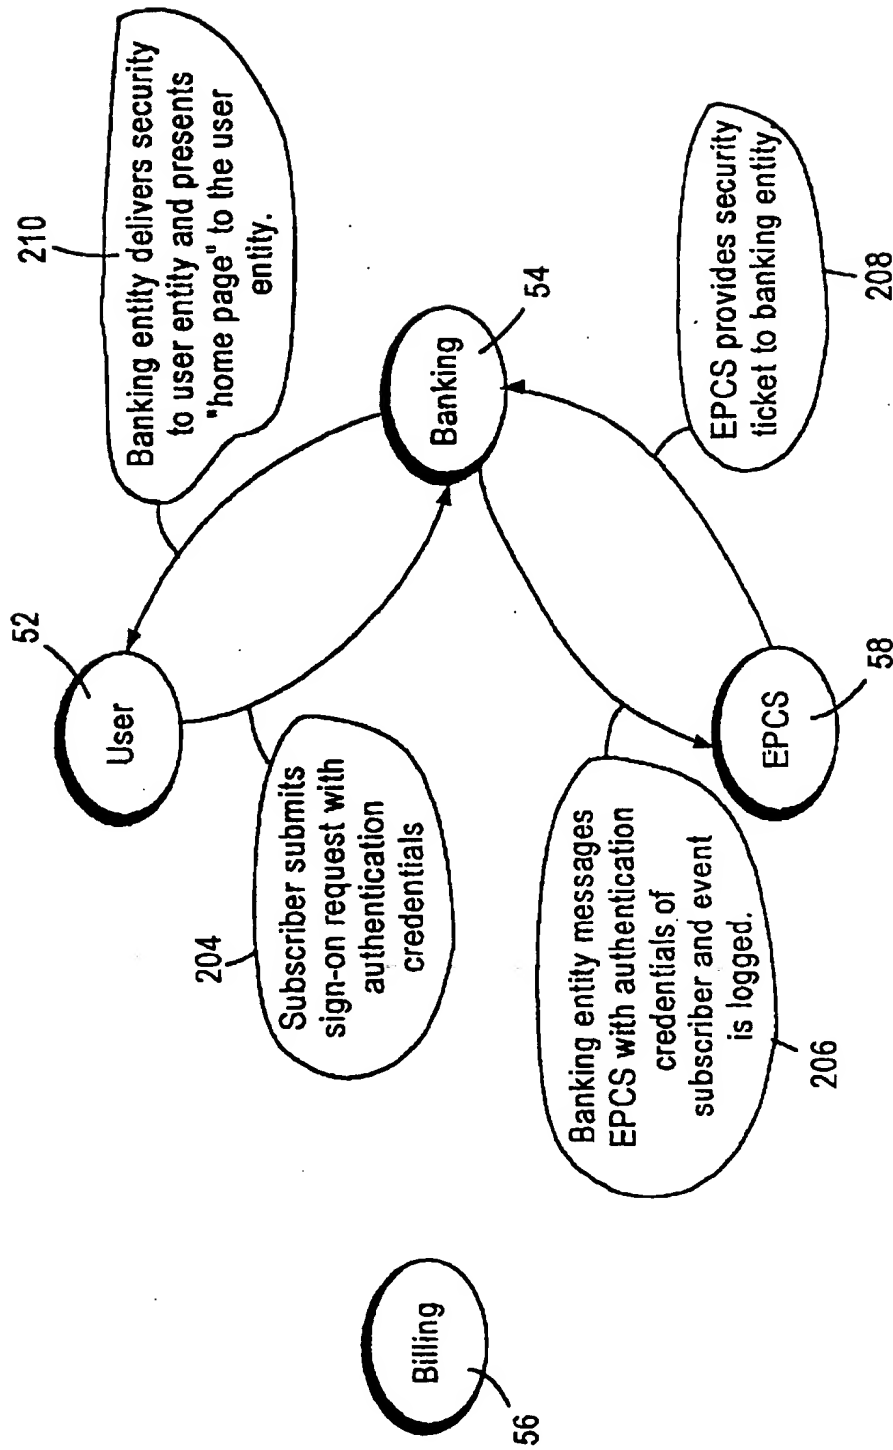 210
Banking entity delivers security
to user entity and presents
"home page" to the user
entity.
52
User
54
Banking
204
Subscriber submits
sign-on request with
authentication
credentials
EPCS provides security
ticket to banking entity
208
Banking entity messages
EPCS with authentication
credentials of
subscriber and event
is logged.
206
EPCS
58
Billing
56